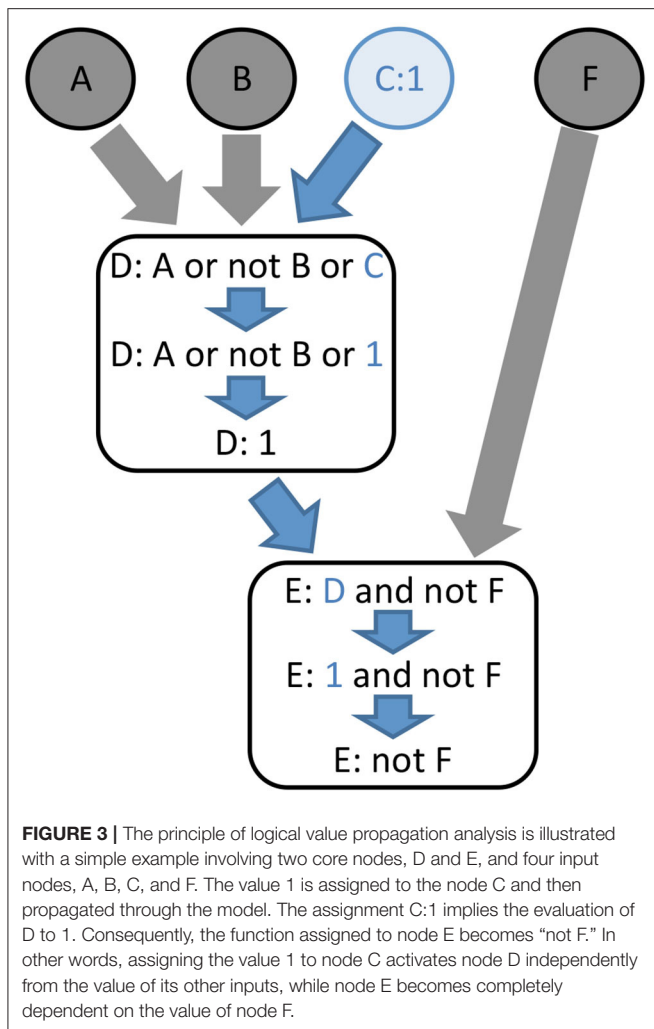 A
B
C:1
F
D: A or not B or C
D: A or not B or 1
D: 1
E: D and not F
E: 1 and not F
E: not F
FIGURE 3 | The principle of logical value propagation analysis is illustrated
with a simple example involving two core nodes, D and E, and four input
nodes, A, B, C, and F. The value 1 is assigned to the node C and then
propagated through the model. The assignment C:1 implies the evaluation of
D to 1. Consequently, the function assigned to node E becomes “not F.” In
other words, assigning the value 1 to node C activates node D independently
from the value of its other inputs, while node E becomes completely
dependent on the value of node F.